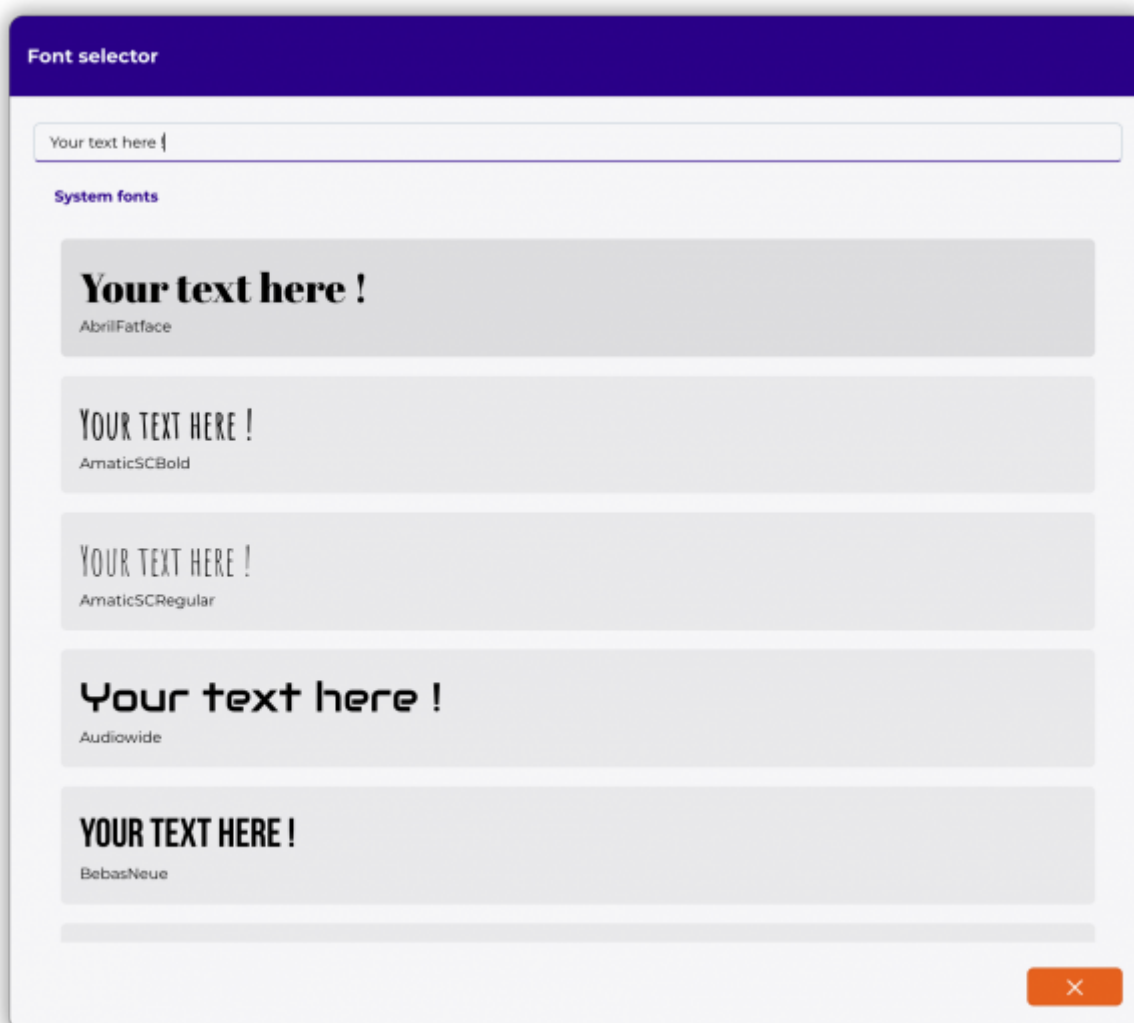 Font selector
Your text here !
System fonts
Your text here !
AbrilFatface
Your text here !
AmaticSCBold
Your text here !
AmaticSCRegular
Your text here !
Audiowide
YOUR TEXT HERE !
BebasNeue